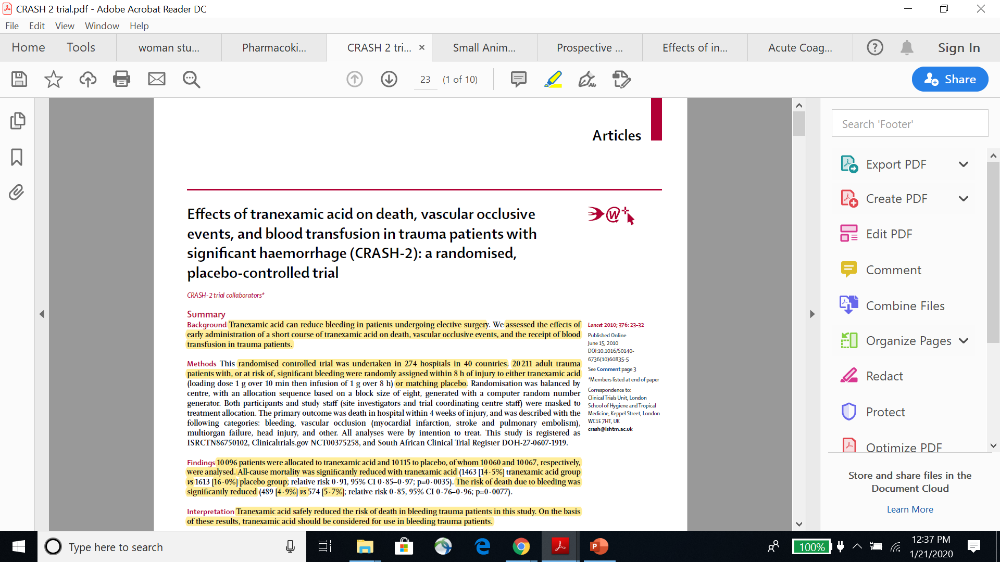 CRASH 2 trial.pdf - Adobe Acrobat Reader DC
File Edit View Window Help
Home Tools woman stu... Pharmacoki... CRASH 2 tri... × Small Anim... Prospective ... Effects of in... Acute Coag... Sign In
23 (1 of 10) Share
Articles
Effects of tranexamic acid on death, vascular occlusive
events, and blood transfusion in trauma patients with
significant haemorrhage (CRASH-2): a randomised,
placebo-controlled trial
CRASH-2 trial collaborators*
Summary
Background Tranexamic acid can reduce bleeding in patients undergoing elective surgery. We assessed the effects of
early administration of a short course of tranexamic acid on death, vascular occlusive events, and the receipt of blood
transfusion in trauma patients.
Methods This randomised controlled trial was undertaken in 274 hospitals in 40 countries. 20 211 adult trauma
patients with, or at risk of, significant bleeding were randomly assigned within 8 h of injury to either tranexamic acid
(loading dose 1 g over 10 min then infusion of 1 g over 8 h) or matching placebo. Randomisation was balanced by
centre, with an allocation sequence based on a block size of eight, generated with a computer random number
generator. Both participants and study staff (site investigators and trial coordinating centre staff) were masked to
treatment allocation. The primary outcome was death in hospital within 4 weeks of injury, and was described with the
following categories: bleeding, vascular occlusion (myocardial infarction, stroke and pulmonary embolism),
multiorgan failure, head injury, and other. All analyses were by intention to treat. This study is registered as
ISRCTN86750102, Clinicaltrials.gov NCT00375258, and South African Clinical Trial Register DOH-27-0607-1919.
Findings 10 096 patients were allocated to tranexamic acid and 10 115 to placebo, of whom 10 060 and 10 067, respectively,
were analysed. All-cause mortality was significantly reduced with tranexamic acid (1463 [14·5%] tranexamic acid group
vs 1613 [16·0%] placebo group; relative risk 0·91, 95% CI 0·85–0·97; p=0·0035). The risk of death due to bleeding was
significantly reduced (489 [4·9%] vs 574 [5·7%]; relative risk 0·85, 95% CI 0·76–0·96; p=0·0077).
Interpretation Tranexamic acid safely reduced the risk of death in bleeding trauma patients in this study. On the basis
of these results, tranexamic acid should be considered for use in bleeding trauma patients.
Lancet 2010; 376: 23–32
Published Online
June 15, 2010
DOI:10.1016/S0140-
6736(10)60835-5
See Comment page 3
*Members listed at end of paper
Correspondence to:
Clinical Trials Unit, London
School of Hygiene and Tropical
Medicine, Keppel Street, London
WC1E 7HT, UK
crash@lshtm.ac.uk
Search 'Footer'
Export PDF
Create PDF
Edit PDF
Comment
Combine Files
Organize Pages
Redact
Protect
Optimize PDF
Store and share files in the
Document Cloud
Learn More
Type here to search
100%
12:37 PM
1/21/2020